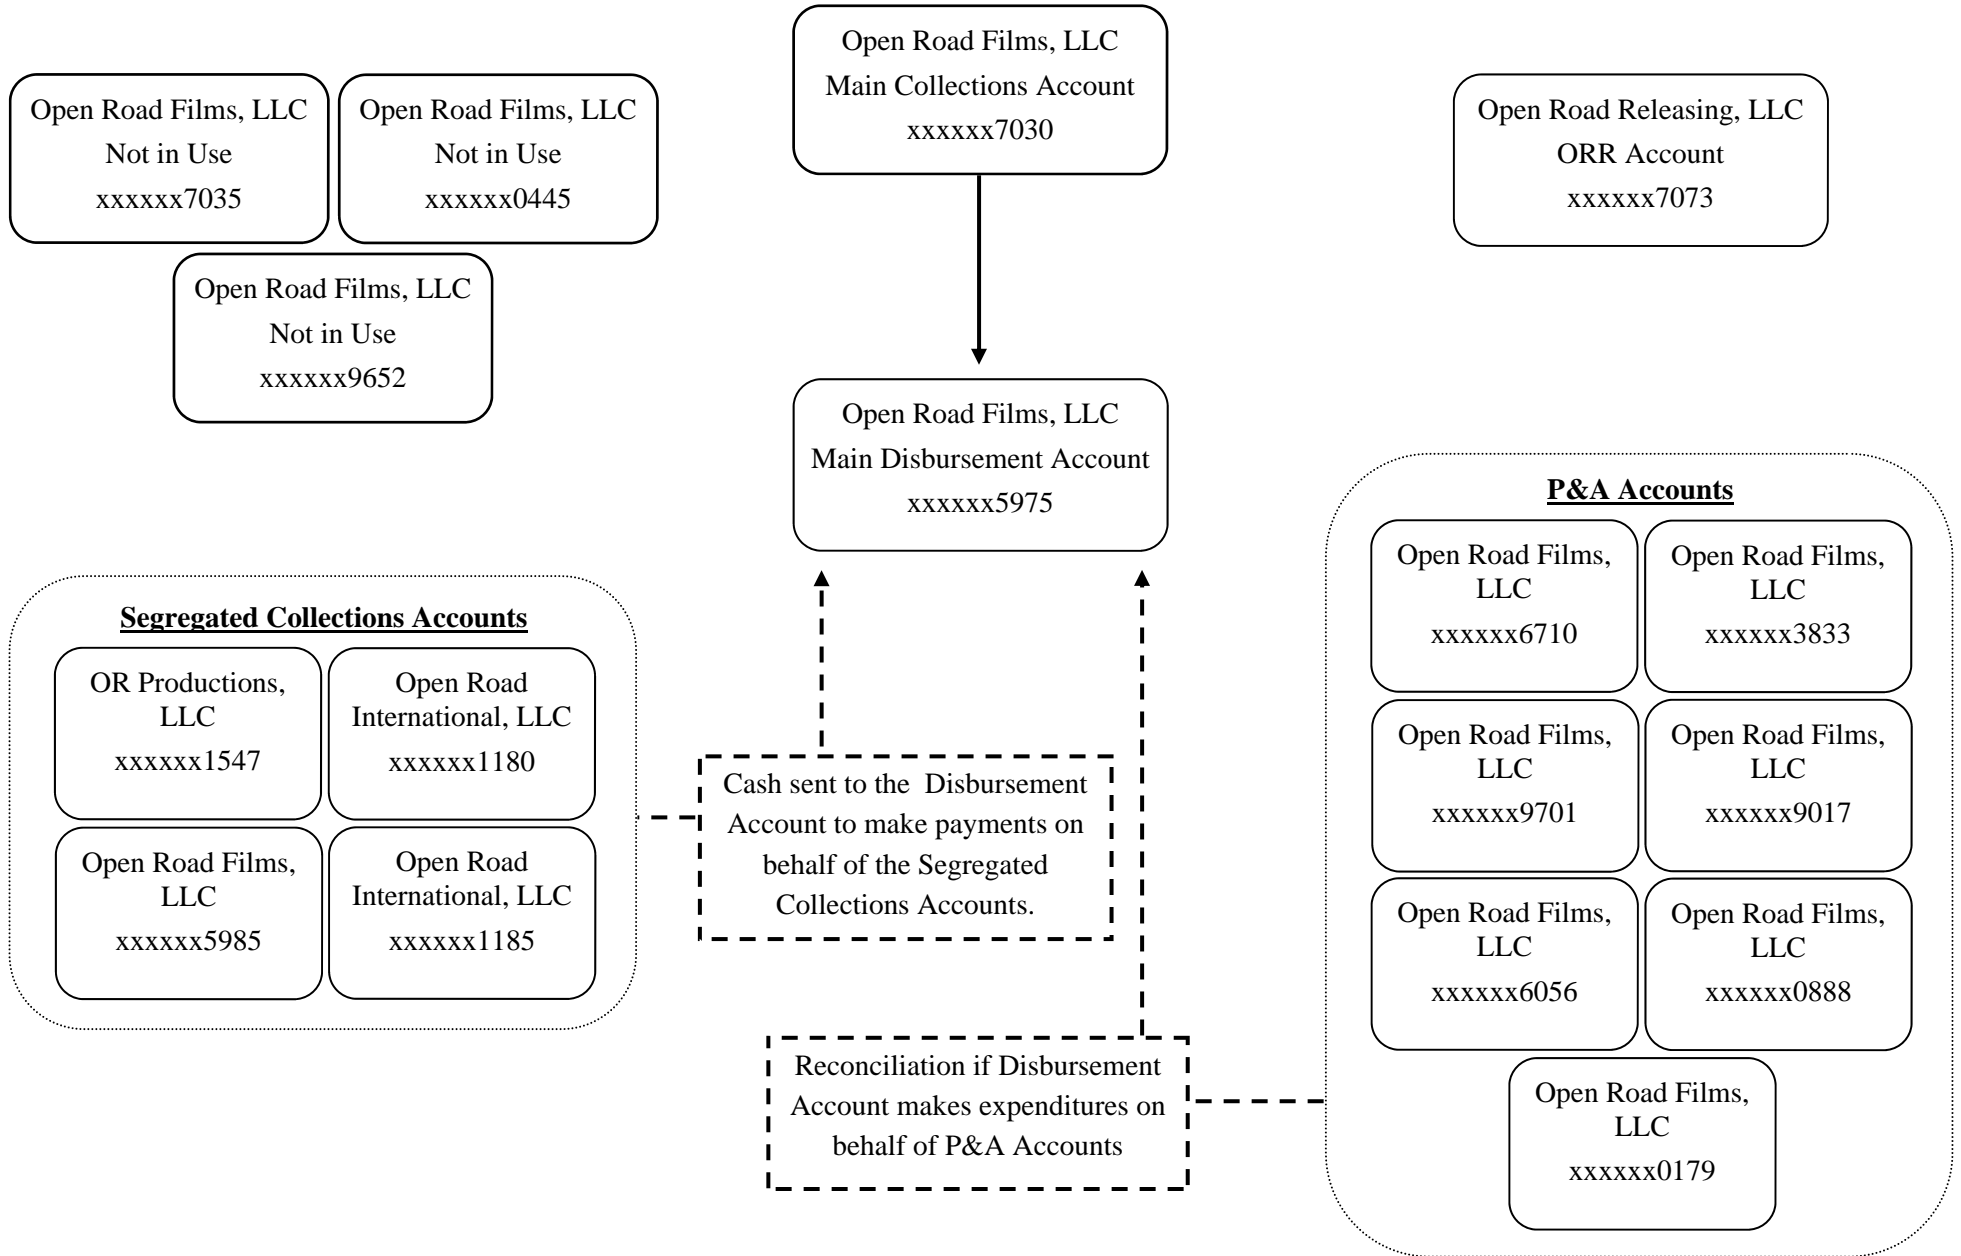 Open Road Films, LLC
Main Collections Account
xxxxxx7030
Open Road Films, LLC
Not in Use
xxxxxx7035
Open Road Films, LLC
Not in Use
xxxxxx0445
Open Road Releasing, LLC
ORR Account
xxxxxx7073
Open Road Films, LLC
Not in Use
xxxxxx9652
Open Road Films, LLC
Main Disbursement Account
xxxxxx5975
Segregated Collections Accounts
OR Productions,
LLC
xxxxxx1547
Open Road
International, LLC
xxxxxx1180
Open Road Films,
LLC
xxxxxx5985
Open Road
International, LLC
xxxxxx1185
Cash sent to the Disbursement
Account to make payments on
behalf of the Segregated
Collections Accounts.
Reconciliation if Disbursement
Account makes expenditures on
behalf of P&A Accounts
P&A Accounts
Open Road Films,
LLC
xxxxxx6710
Open Road Films,
LLC
xxxxxx3833
Open Road Films,
LLC
xxxxxx9701
Open Road Films,
LLC
xxxxxx9017
Open Road Films,
LLC
xxxxxx6056
Open Road Films,
LLC
xxxxxx0888
Open Road Films,
LLC
xxxxxx0179